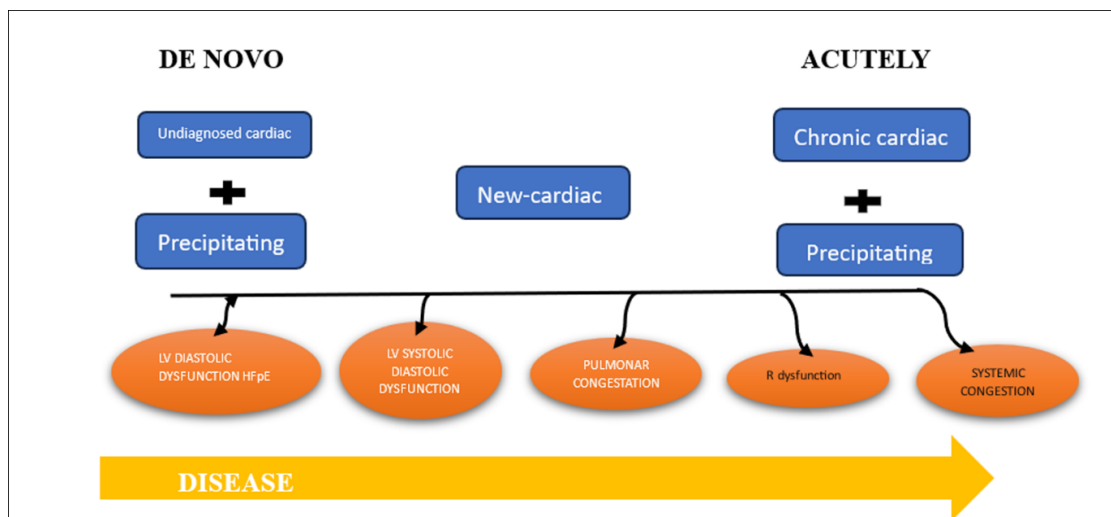 DE NOVO
ACUTELY
Undiagnosed cardiac
Chronic cardiac
New-cardiac
Precipitating
Precipitating
LV DIASTOLIC
DYSFUNCTION HFpE
LV SYSTOLIC
DIASTOLIC
DYSFUNCTION
PULMONAR
CONGESTATION
R dysfunction
SYSTEMIC
CONGESTION
DISEASE